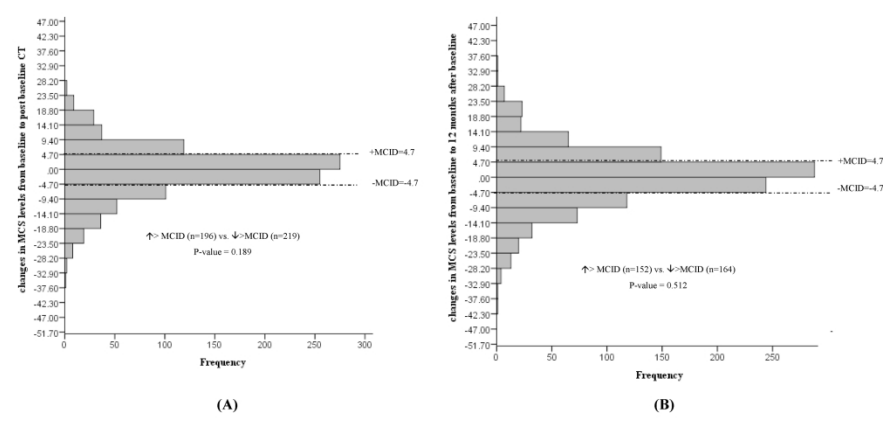 changes in MCS levels from baseline to post baseline CT
47.00
42.30
37.60
32.90
28.20
23.50
18.80
14.10
9.40
4.70
.00
-4.70
-9.40
-14.10
-18.80
-23.50
-28.20
-32.90
-37.60
-42.30
-47.00
-51.70
+MCID=4.7
-MCID=-4.7
↑> MCID (n=196) vs. ↓>MCID (n=219)
P-value = 0.189
0 50 100 150 200 250 300
Frequency
(A)
changes in MCS levels from baseline to 12 months after baseline
47.00
42.30
37.60
32.90
28.20
23.50
18.80
14.10
9.40
4.70
.00
-4.70
-9.40
-14.10
-18.80
-23.50
-28.20
-32.90
-37.60
-42.30
-47.00
-51.70
+MCID=4.7
-MCID=-4.7
↑> MCID (n=152) vs. ↓>MCID (n=164)
P-value = 0.512
0 50 100 150 200 250
Frequency
(B)